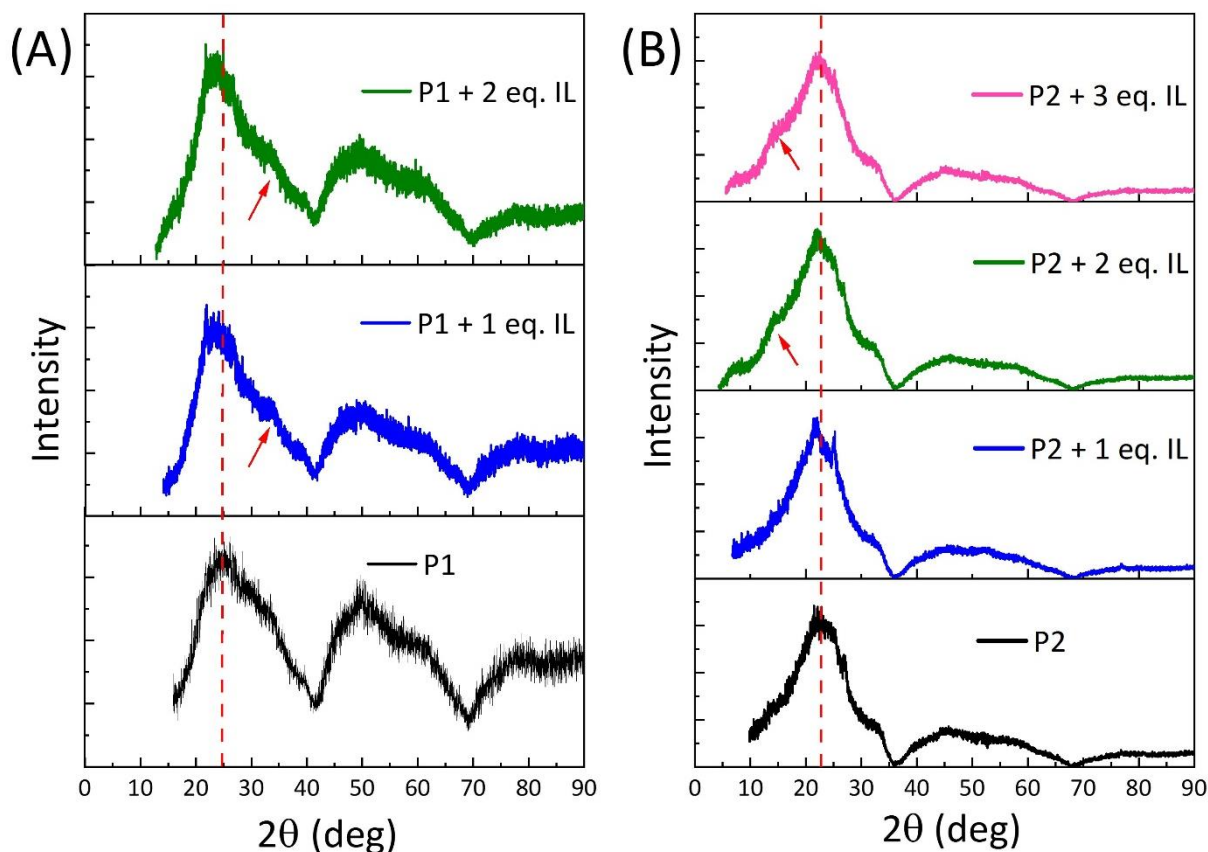 (A)
P1 + 2 eq. IL
P1 + 1 eq. IL
P1
Intensity
0 10 20 30 40 50 60 70 80 90
2θ (deg)
(B)
P2 + 3 eq. IL
P2 + 2 eq. IL
P2 + 1 eq. IL
P2
Intensity
0 10 20 30 40 50 60 70 80 90
2θ (deg)